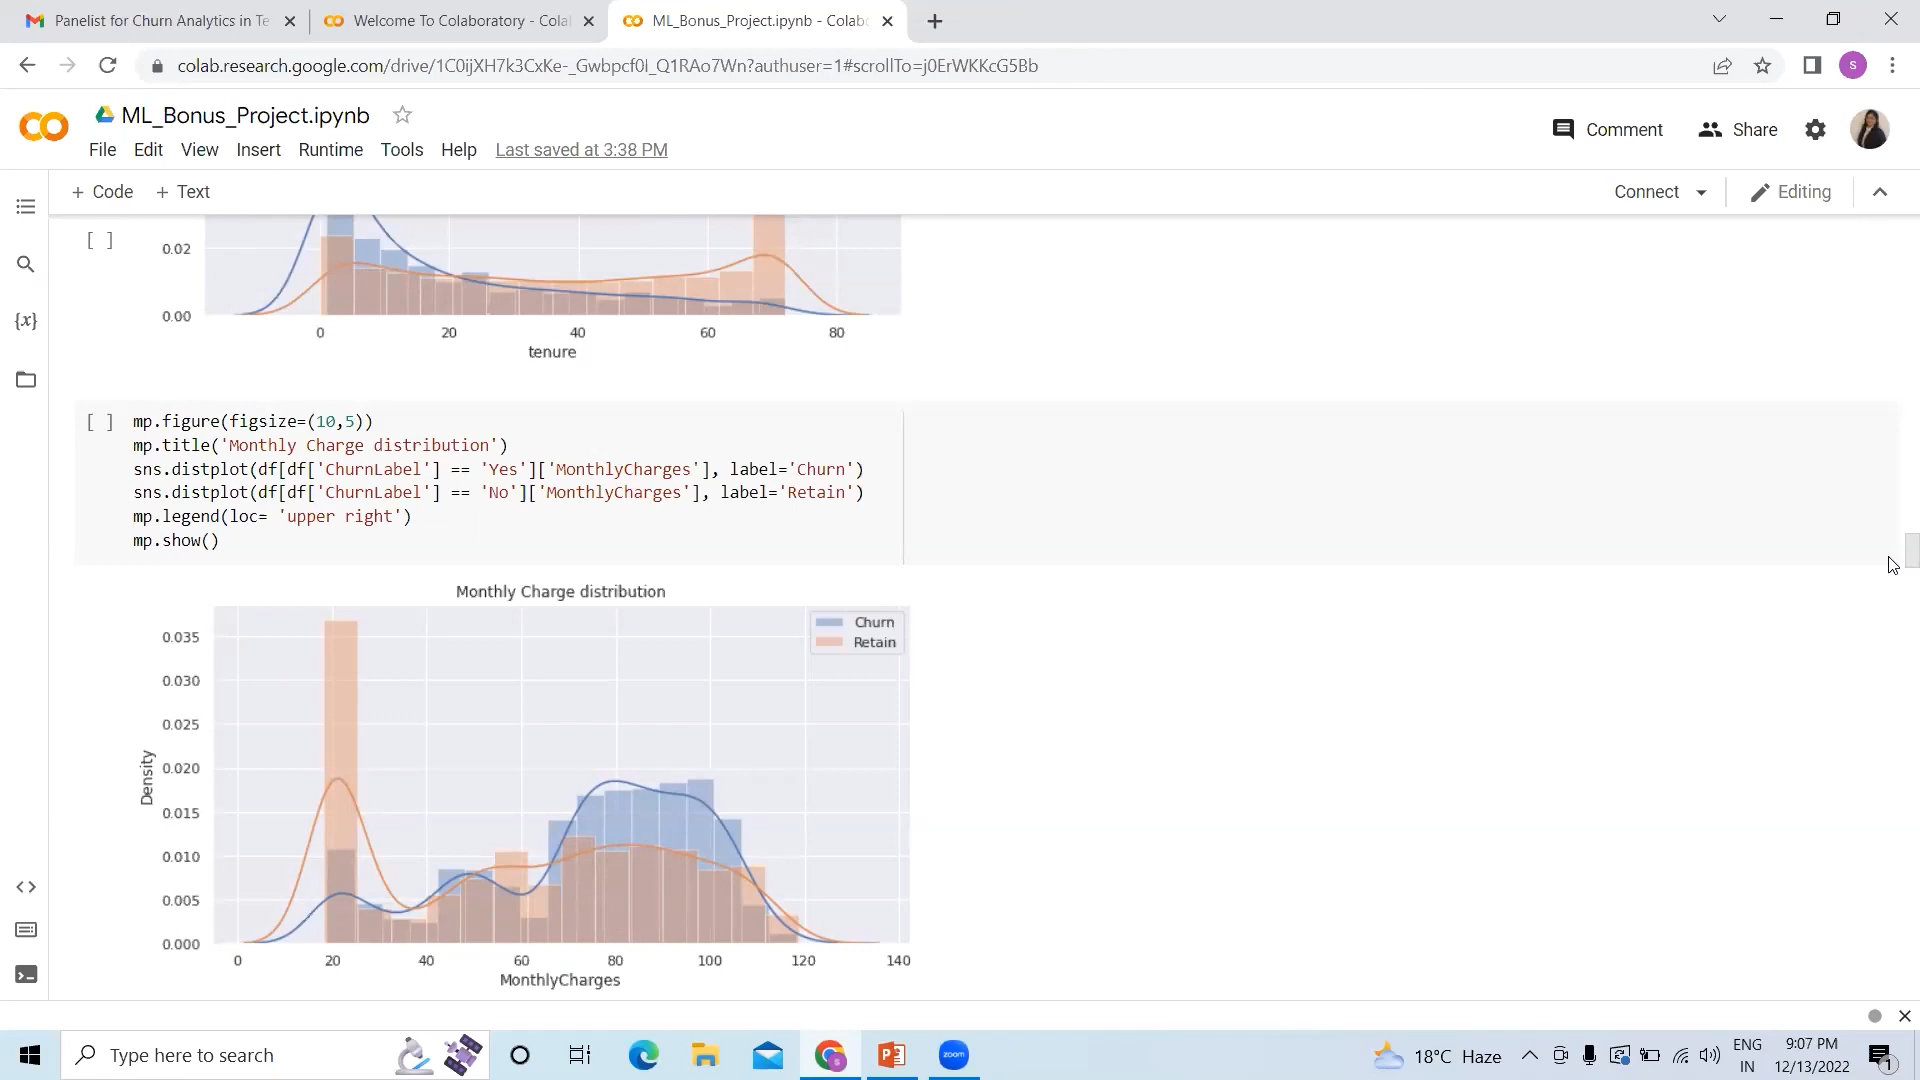 Panelist for Churn Analytics in Te
Welcome To Colaboratory - Colab
ML_Bonus_Project.ipynb - Colabo
colab.research.google.com/drive/1C0ijXH7k3CxKe-_Gwbpcf0i_Q1RAo7Wn?authuser=1#scrollTo=j0ErWKKcG5Bb
S
ML_Bonus_Project.ipynb
Comment
Share
File Edit View Insert Runtime Tools Help Last saved at 3:38 PM
+ Code + Text
Connect
Editing
[ ]
0.02
0.00
0 20 40 60 80
tenure
{x}
[ ] mp.figure(figsize=(10,5))
mp.title('Monthly Charge distribution')
sns.distplot(df[df['ChurnLabel'] == 'Yes']['MonthlyCharges'], label='Churn')
sns.distplot(df[df['ChurnLabel'] == 'No']['MonthlyCharges'], label='Retain')
mp.legend(loc= 'upper right')
mp.show()
Monthly Charge distribution
Churn
Retain
0.035
0.030
0.025
0.020
0.015
0.010
0.005
0.000
Density
0 20 40 60 80 100 120 140
MonthlyCharges
Type here to search
zoom
18°C Haze
ENG
IN
9:07 PM
12/13/2022
1